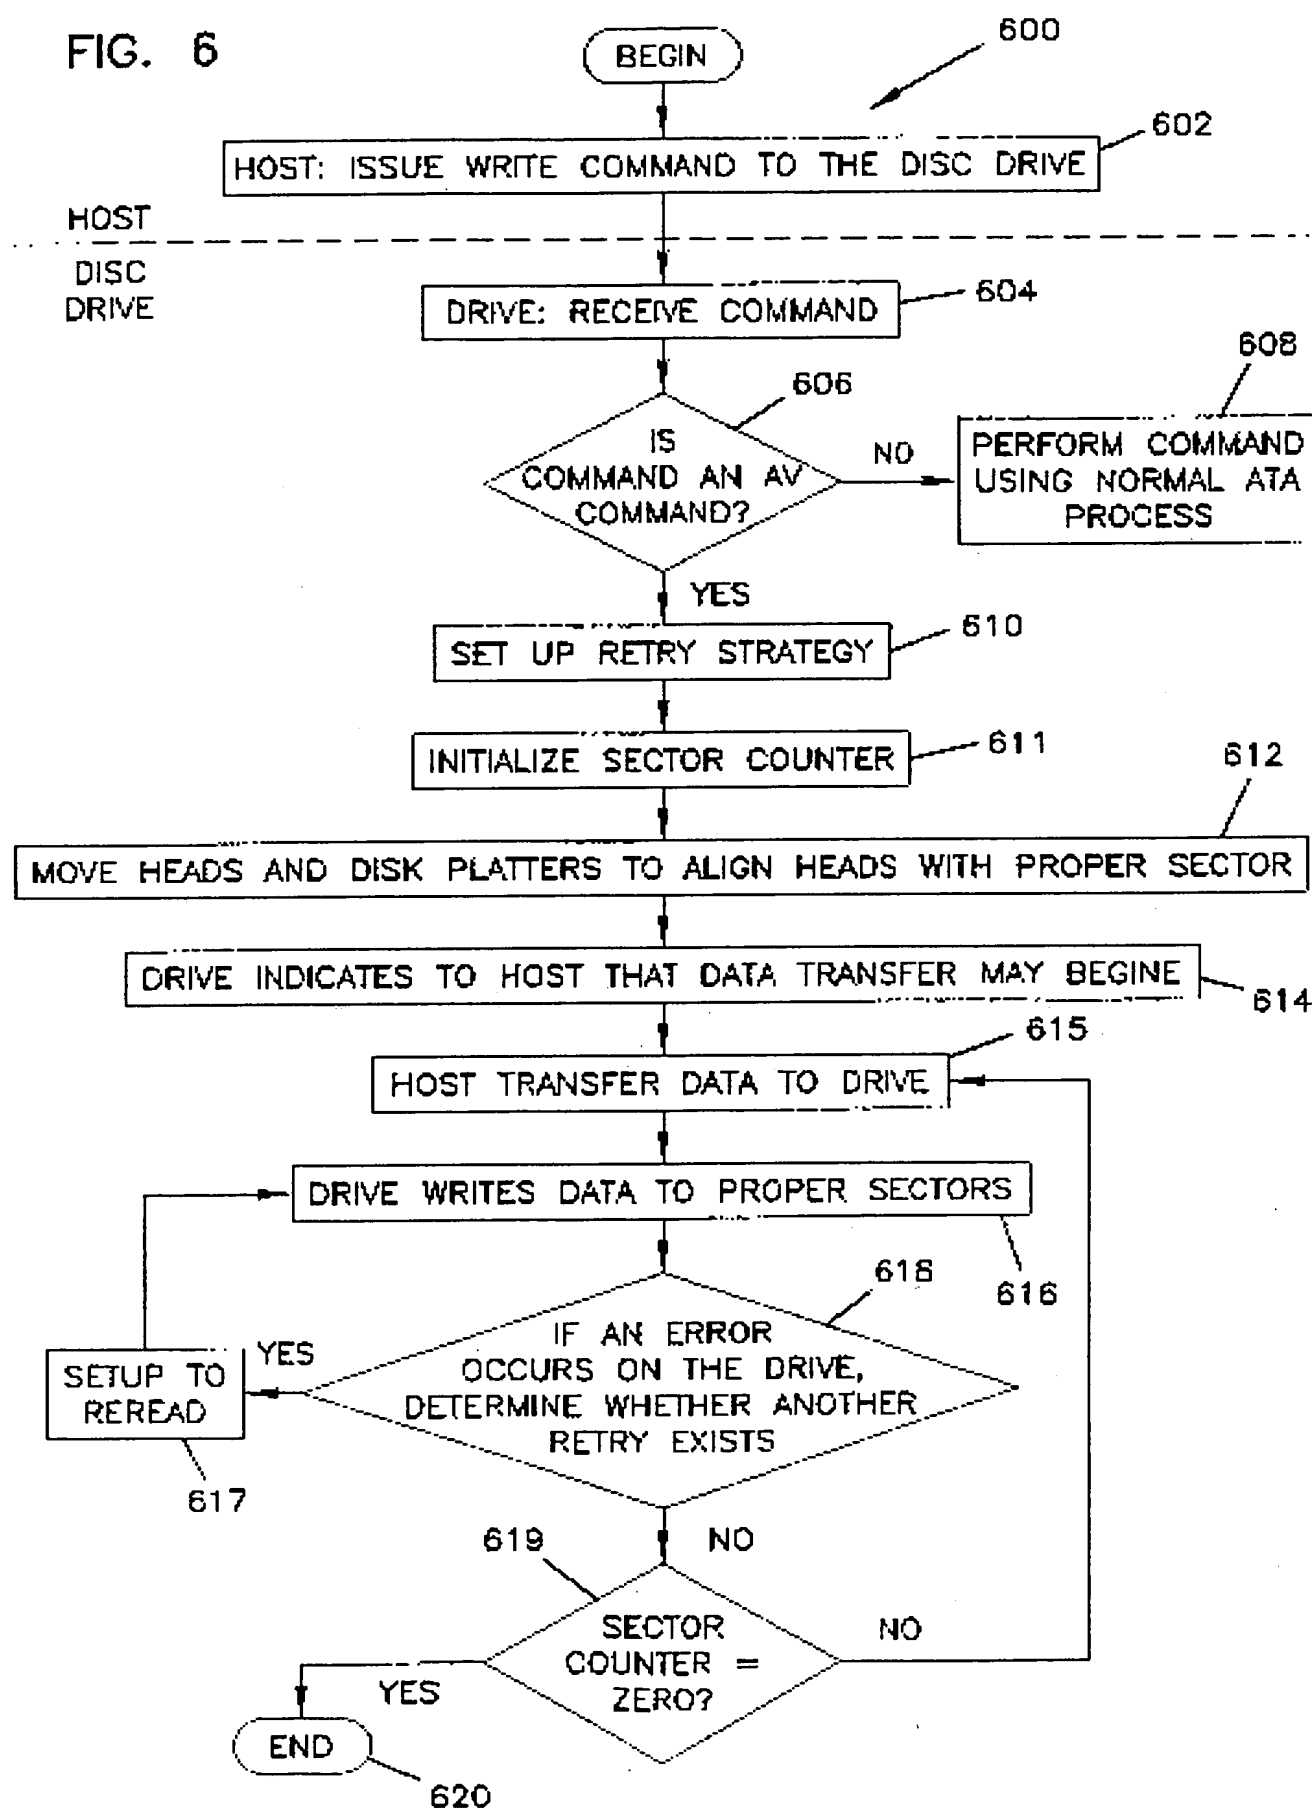 FIG. 6
BEGIN
600
602
HOST: ISSUE WRITE COMMAND TO THE DISC DRIVE
HOST
DISC
DRIVE
DRIVE: RECEIVE COMMAND
604
606
608
IS
COMMAND AN AV
COMMAND?
NO
PERFORM COMMAND
USING NORMAL ATA
PROCESS
YES
SET UP RETRY STRATEGY
610
INITIALIZE SECTOR COUNTER
611
612
MOVE HEADS AND DISK PLATTERS TO ALIGN HEADS WITH PROPER SECTOR
DRIVE INDICATES TO HOST THAT DATA TRANSFER MAY BEGINE
614
615
HOST TRANSFER DATA TO DRIVE
DRIVE WRITES DATA TO PROPER SECTORS
616
618
IF AN ERROR
OCCURS ON THE DRIVE,
DETERMINE WHETHER ANOTHER
RETRY EXISTS
YES
SETUP TO
REREAD
617
NO
619
SECTOR
COUNTER =
ZERO?
NO
YES
END
620